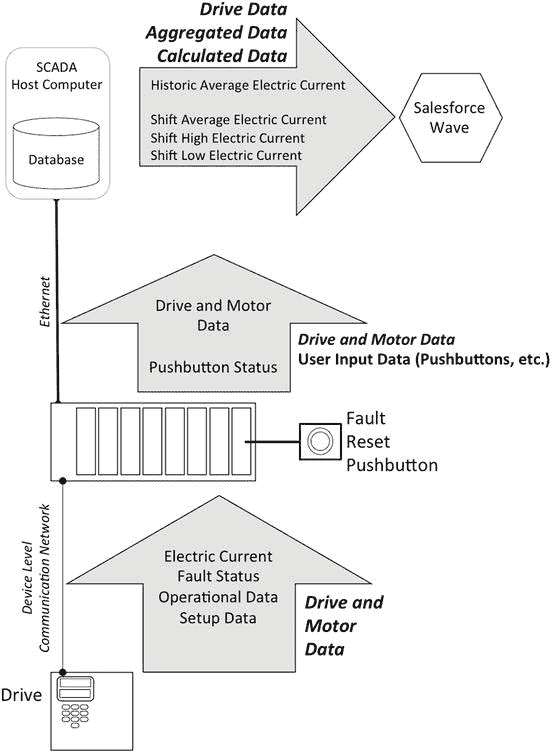 Drive Data
Aggregated Data
Calculated Data
SCADA
Host Computer
Database
Historic Average Electric Current
Shift Average Electric Current
Shift High Electric Current
Shift Low Electric Current
Salesforce
Wave
Ethernet
Drive and Motor
Data
Pushbutton Status
Drive and Motor Data
User Input Data (Pushbuttons, etc.)
Fault
Reset
Pushbutton
Device Level
Communication Network
Electric Current
Fault Status
Operational Data
Setup Data
Drive and
Motor
Data
Drive